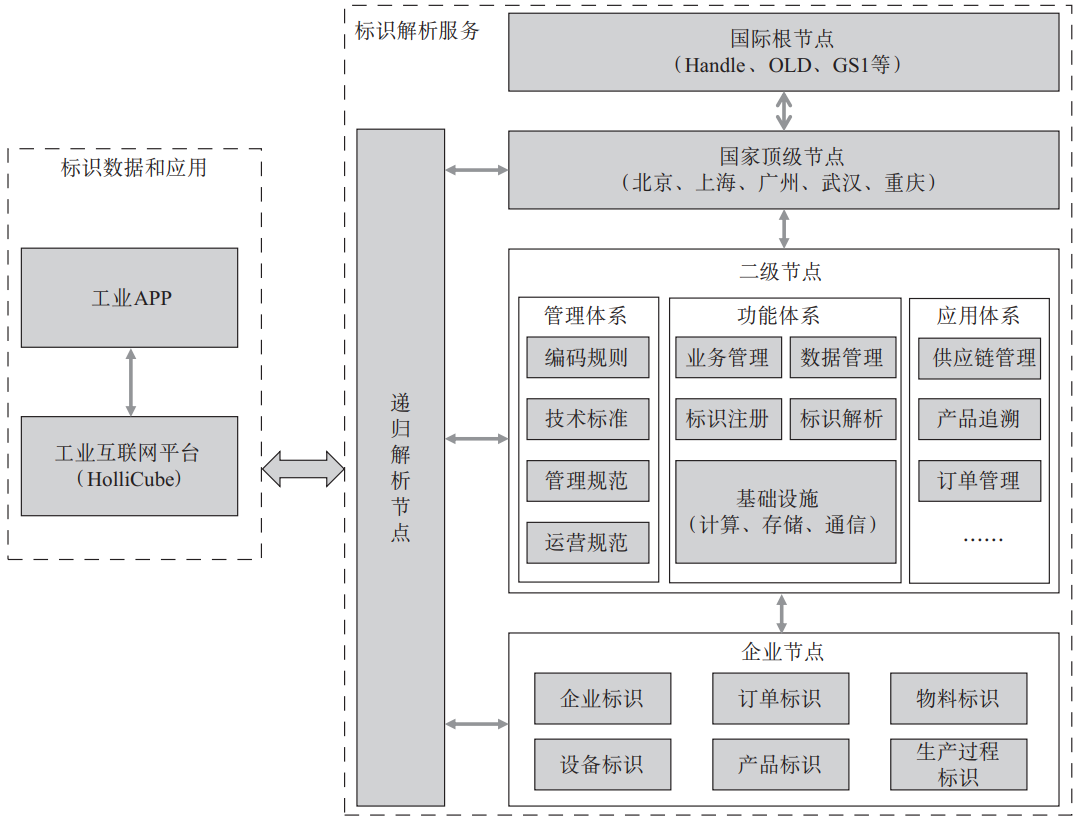 标识解析服务
国际根节点
（Handle、OLD、GS1等）
国家顶级节点
（北京、上海、广州、武汉、重庆）
标识数据和应用
工业APP
工业互联网平台
（HolliCube)
递
归
解
析
节
点
二级节点
管理体系
编码规则
技术标准
管理规范
运营规范
功能体系
业务管理
数据管理
标识注册
标识解析
基础设施
（计算、存储、通信）
应用体系
供应链管理
产品追溯
订单管理
……
企业节点
企业标识
订单标识
物料标识
设备标识
产品标识
生产过程
标识